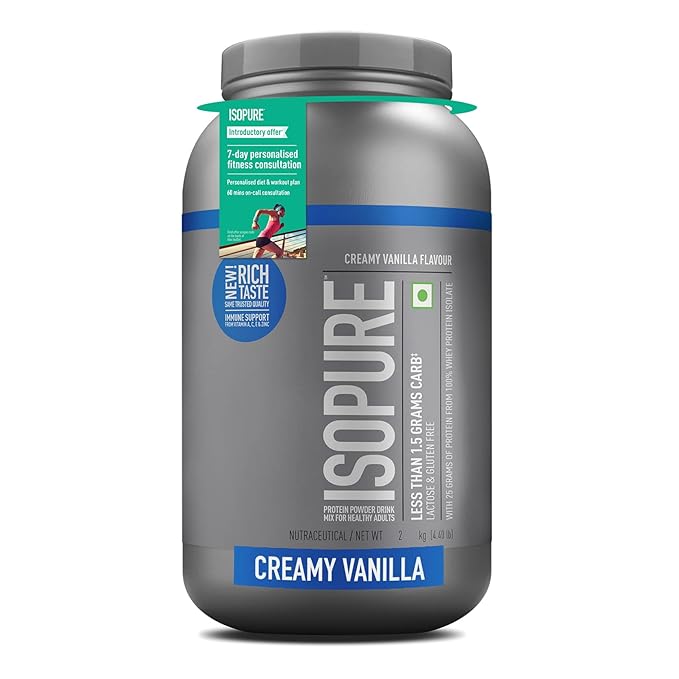 ISOPURE
Introductory offer*
7-day personalised
fitness consultation
Personalised diet & workout plan
60 mins on-call consultation
CREAMY VANILLA FLAVOUR
NEW! RICH
TASTE
SAME TRUSTED QUALITY
IMMUNE SUPPORT
FROM VITAMIN A, C, E & ZINC
ISOPURE
PROTEIN POWDER DRINK
MIX FOR HEALTHY ADULTS
LESS THAN 1.5 GRAMS CARB‡
LACTOSE & GLUTEN FREE
WITH 25 GRAMS OF PROTEIN FROM 100% WHEY PROTEIN ISOLATE
NUTRACEUTICAL / NET WT 2 kg (4.40 lb)
CREAMY VANILLA